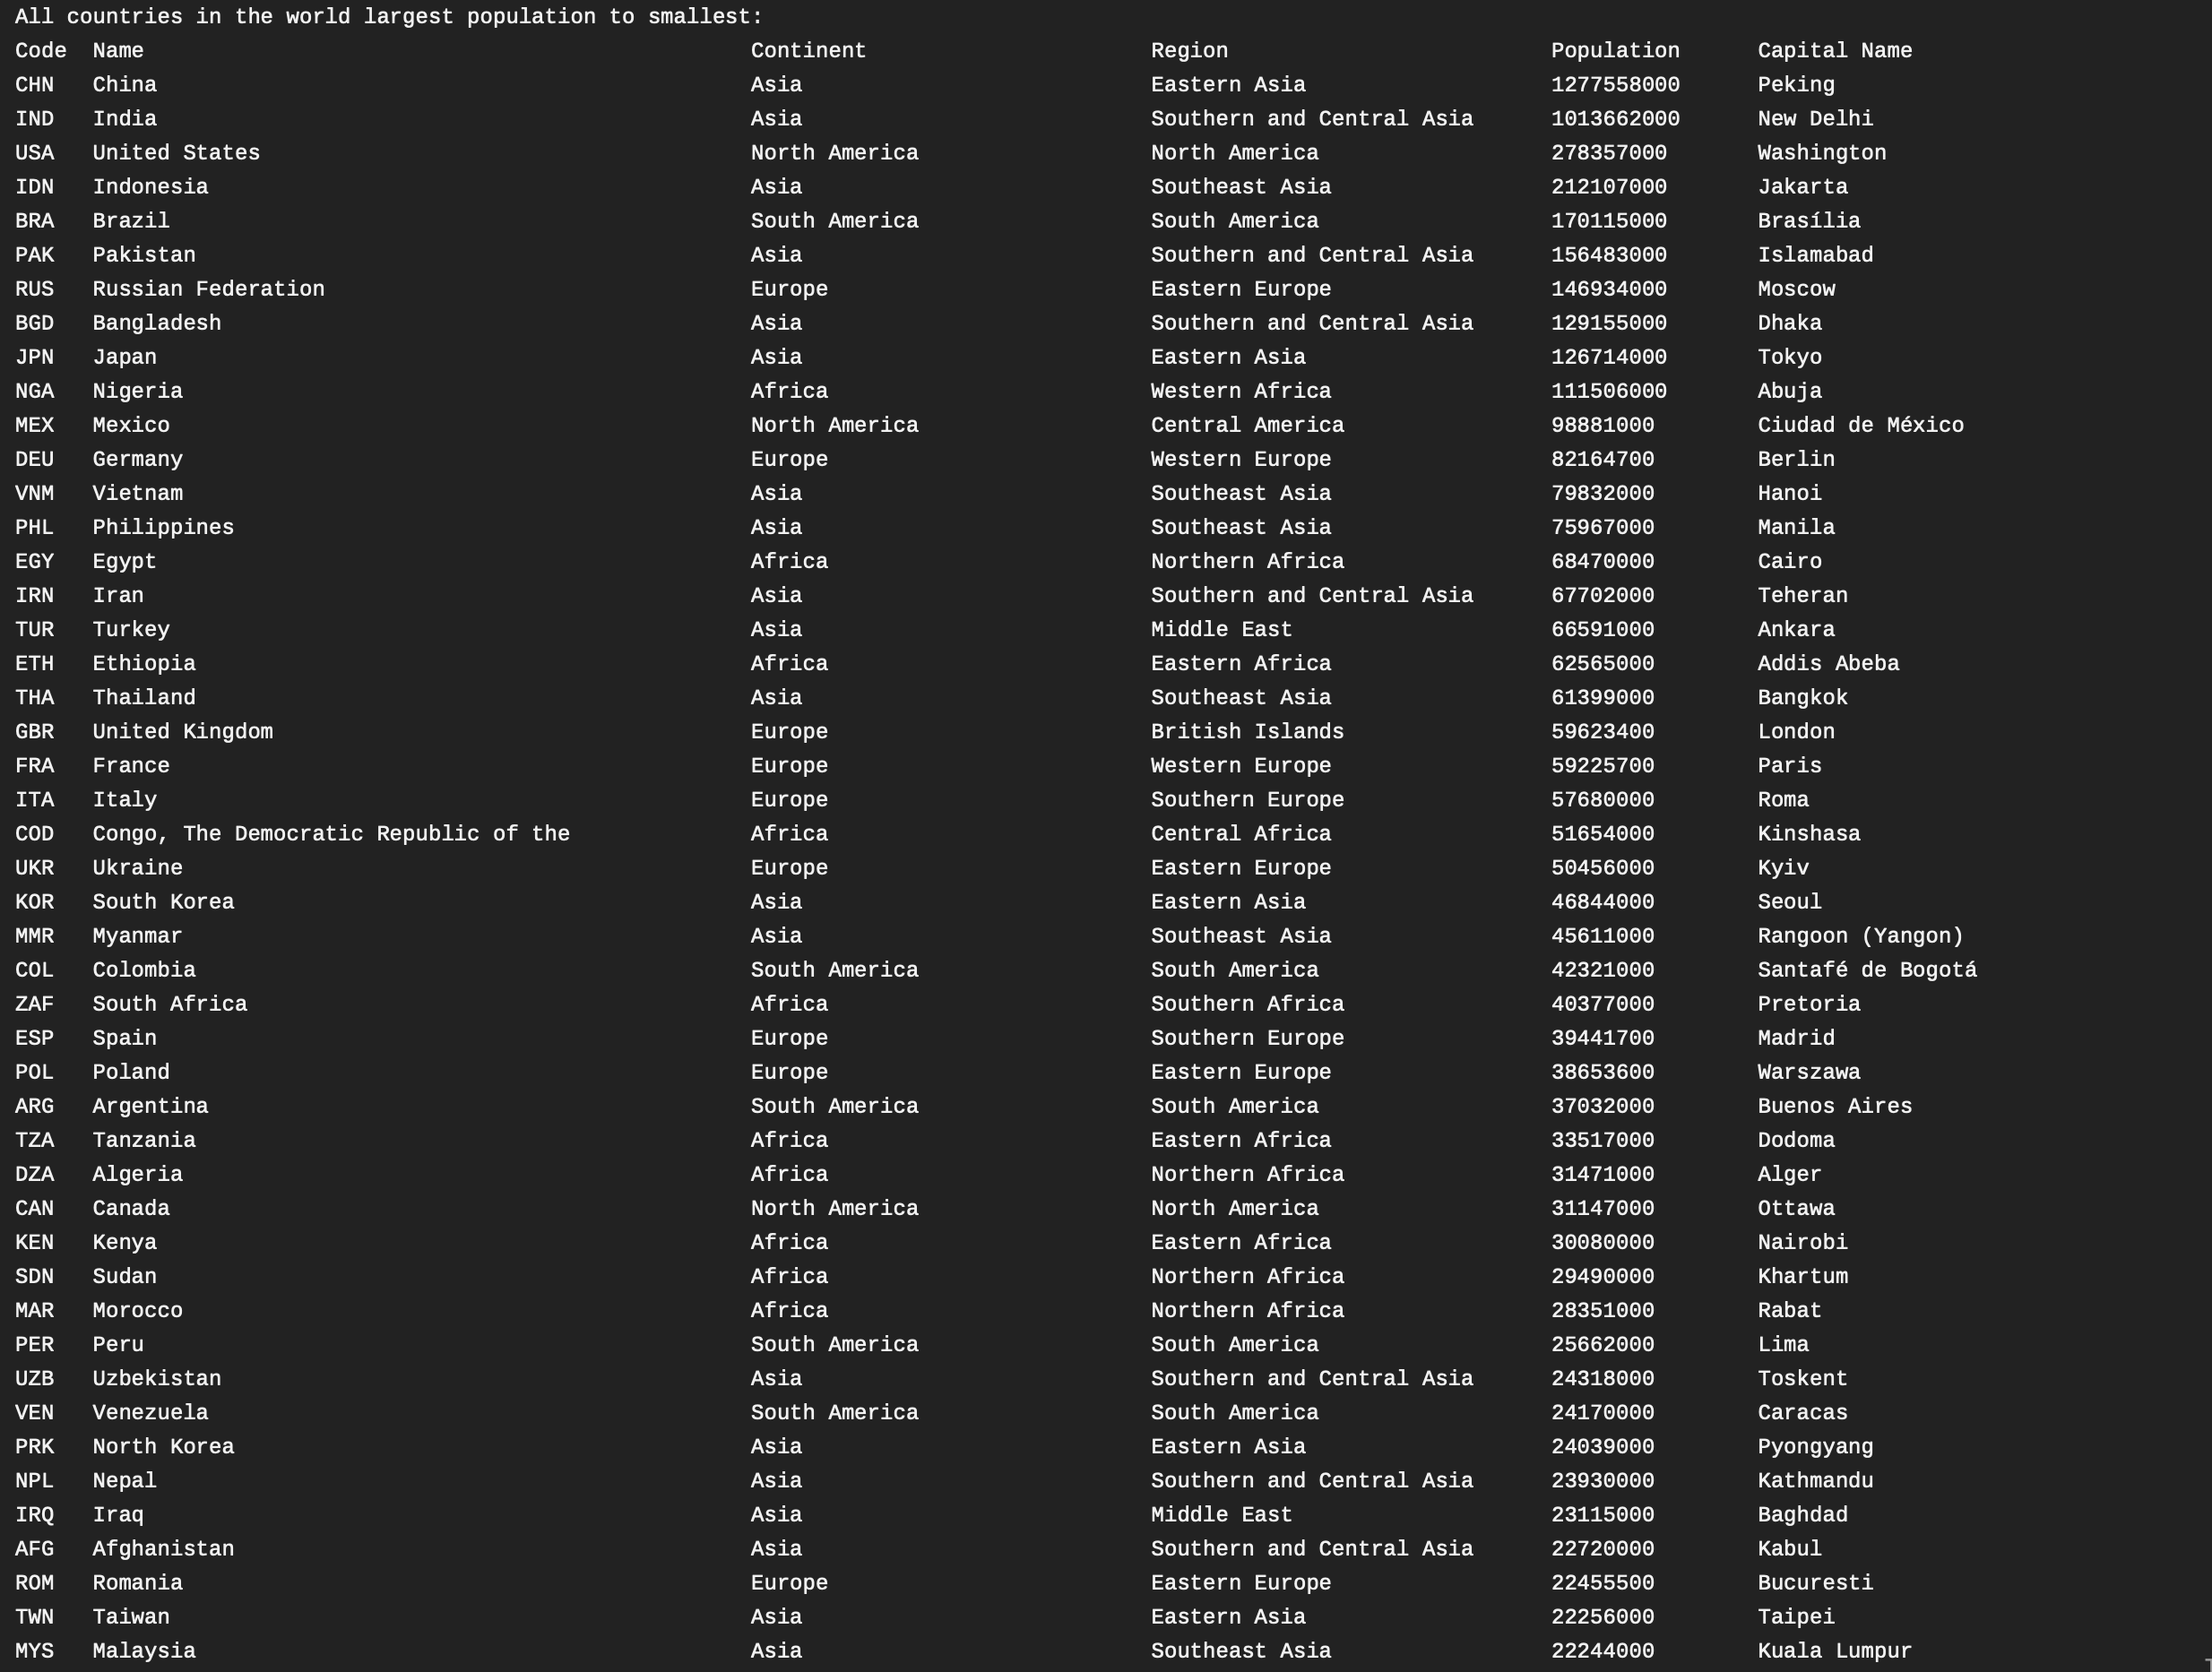 All countries in the world largest population to smallest:
Code Name Continent Region Population Capital Name
CHN China Asia Eastern Asia 1277558000 Peking
IND India Asia Southern and Central Asia 1013662000 New Delhi
USA United States North America North America 278357000 Washington
IDN Indonesia Asia Southeast Asia 212107000 Jakarta
BRA Brazil South America South America 170115000 Brasília
PAK Pakistan Asia Southern and Central Asia 156483000 Islamabad
RUS Russian Federation Europe Eastern Europe 146934000 Moscow
BGD Bangladesh Asia Southern and Central Asia 129155000 Dhaka
JPN Japan Asia Eastern Asia 126714000 Tokyo
NGA Nigeria Africa Western Africa 111506000 Abuja
MEX Mexico North America Central America 98881000 Ciudad de México
DEU Germany Europe Western Europe 82164700 Berlin
VNM Vietnam Asia Southeast Asia 79832000 Hanoi
PHL Philippines Asia Southeast Asia 75967000 Manila
EGY Egypt Africa Northern Africa 68470000 Cairo
IRN Iran Asia Southern and Central Asia 67702000 Teheran
TUR Turkey Asia Middle East 66591000 Ankara
ETH Ethiopia Africa Eastern Africa 62565000 Addis Abeba
THA Thailand Asia Southeast Asia 61399000 Bangkok
GBR United Kingdom Europe British Islands 59623400 London
FRA France Europe Western Europe 59225700 Paris
ITA Italy Europe Southern Europe 57680000 Roma
COD Congo, The Democratic Republic of the Africa Central Africa 51654000 Kinshasa
UKR Ukraine Europe Eastern Europe 50456000 Kyiv
KOR South Korea Asia Eastern Asia 46844000 Seoul
MMR Myanmar Asia Southeast Asia 45611000 Rangoon (Yangon)
COL Colombia South America South America 42321000 Santafé de Bogotá
ZAF South Africa Africa Southern Africa 40377000 Pretoria
ESP Spain Europe Southern Europe 39441700 Madrid
POL Poland Europe Eastern Europe 38653600 Warszawa
ARG Argentina South America South America 37032000 Buenos Aires
TZA Tanzania Africa Eastern Africa 33517000 Dodoma
DZA Algeria Africa Northern Africa 31471000 Alger
CAN Canada North America North America 31147000 Ottawa
KEN Kenya Africa Eastern Africa 30080000 Nairobi
SDN Sudan Africa Northern Africa 29490000 Khartum
MAR Morocco Africa Northern Africa 28351000 Rabat
PER Peru South America South America 25662000 Lima
UZB Uzbekistan Asia Southern and Central Asia 24318000 Toskent
VEN Venezuela South America South America 24170000 Caracas
PRK North Korea Asia Eastern Asia 24039000 Pyongyang
NPL Nepal Asia Southern and Central Asia 23930000 Kathmandu
IRQ Iraq Asia Middle East 23115000 Baghdad
AFG Afghanistan Asia Southern and Central Asia 22720000 Kabul
ROM Romania Europe Eastern Europe 22455500 Bucuresti
TWN Taiwan Asia Eastern Asia 22256000 Taipei
MYS Malaysia Asia Southeast Asia 22244000 Kuala Lumpur